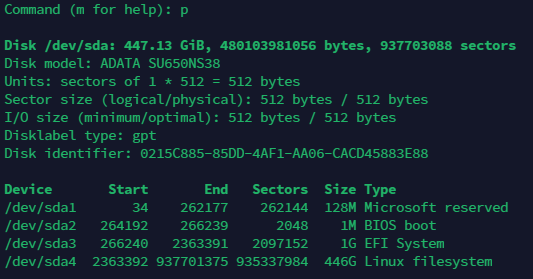 Command (m for help): p
Disk /dev/sda: 447.13 GiB, 480103981056 bytes, 937703088 sectors
Disk model: ADATA SU650NS38
Units: sectors of 1 * 512 = 512 bytes
Sector size (logical/physical): 512 bytes / 512 bytes
I/O size (minimum/optimal): 512 bytes / 512 bytes
Disklabel type: gpt
Disk identifier: 0215C885-85DD-4AF1-AA06-CACD45883E88
Device Start End Sectors Size Type
/dev/sda1 34 262177 262144 128M Microsoft reserved
/dev/sda2 264192 266239 2048 1M BIOS boot
/dev/sda3 266240 2363391 2097152 1G EFI System
/dev/sda4 2363392 937701375 935337984 446G Linux filesystem